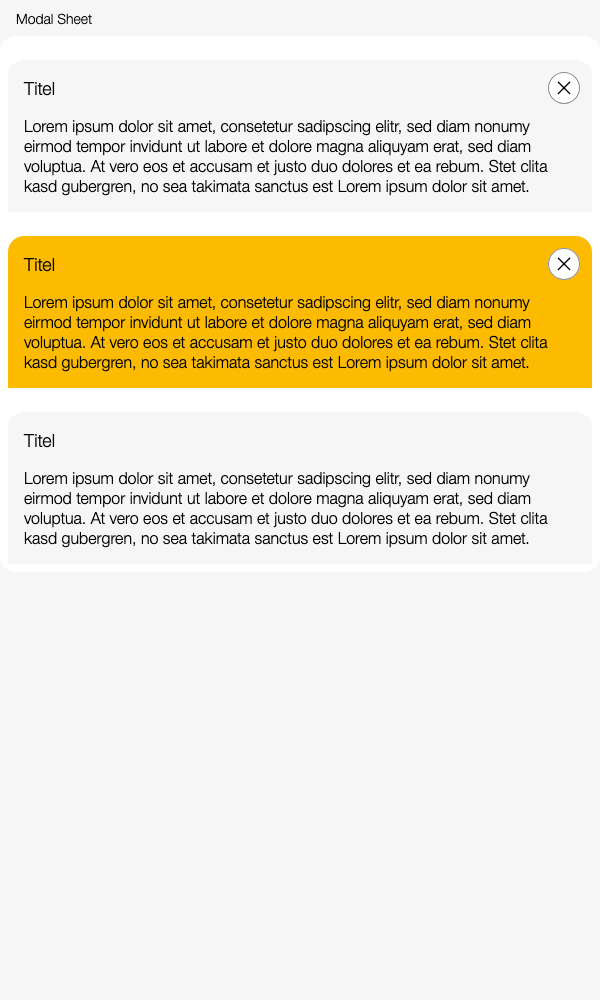 Modal Sheet
Titel
Lorem ipsum dolor sit amet, consetetur sadipscing elitr, sed diam nonumy
eirmod tempor invidunt ut labore et dolore magna aliquyam erat, sed diam
voluptua. At vero eos et accusam et justo duo dolores et ea rebum. Stet clita
kasd gubergren, no sea takimata sanctus est Lorem ipsum dolor sit amet.
Titel
Lorem ipsum dolor sit amet, consetetur sadipscing elitr, sed diam nonumy
eirmod tempor invidunt ut labore et dolore magna aliquyam erat, sed diam
voluptua. At vero eos et accusam et justo duo dolores et ea rebum. Stet clita
kasd gubergren, no sea takimata sanctus est Lorem ipsum dolor sit amet.
Titel
Lorem ipsum dolor sit amet, consetetur sadipscing elitr, sed diam nonumy
eirmod tempor invidunt ut labore et dolore magna aliquyam erat, sed diam
voluptua. At vero eos et accusam et justo duo dolores et ea rebum. Stet clita
kasd gubergren, no sea takimata sanctus est Lorem ipsum dolor sit amet.